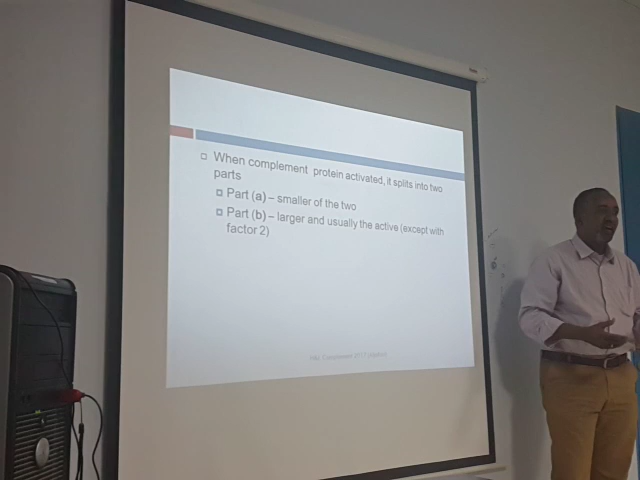 When complement protein activated, it splits into two
parts
Part (a) – smaller of the two
Part (b) – larger and usually the active (except with
factor 2)